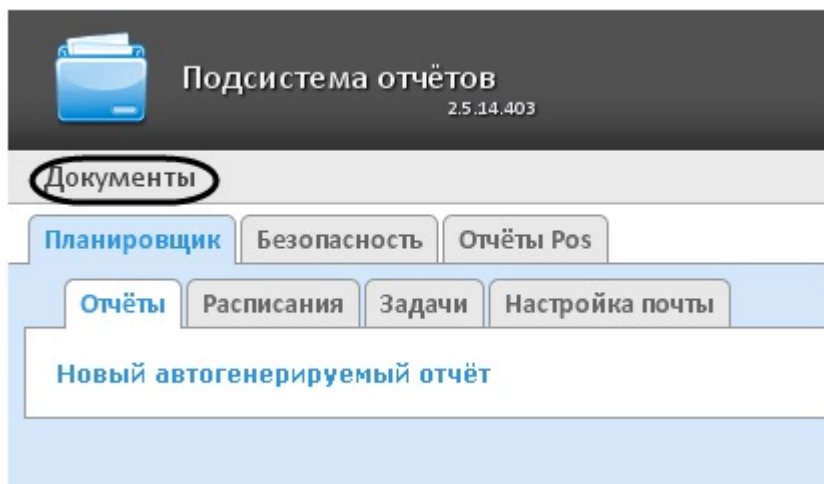 Подсистема отчётов
2.5.14.403
Документы
Планировщик Безопасность Отчёты Pos
Отчёты Расписания Задачи Настройка почты
Новый автогенерируемый отчёт